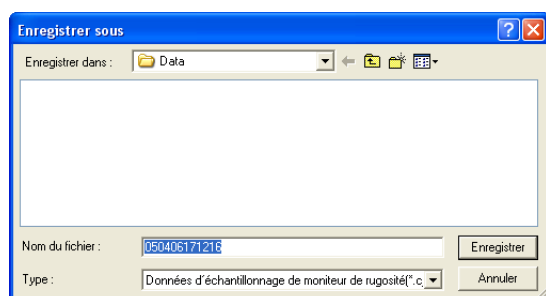 Enregistrer sous
Enregistrer dans :
Data
Nom du fichier :
050406171216
Enregistrer
Type :
Données d'échantillonnage de moniteur de rugosité(*.c
Annuler